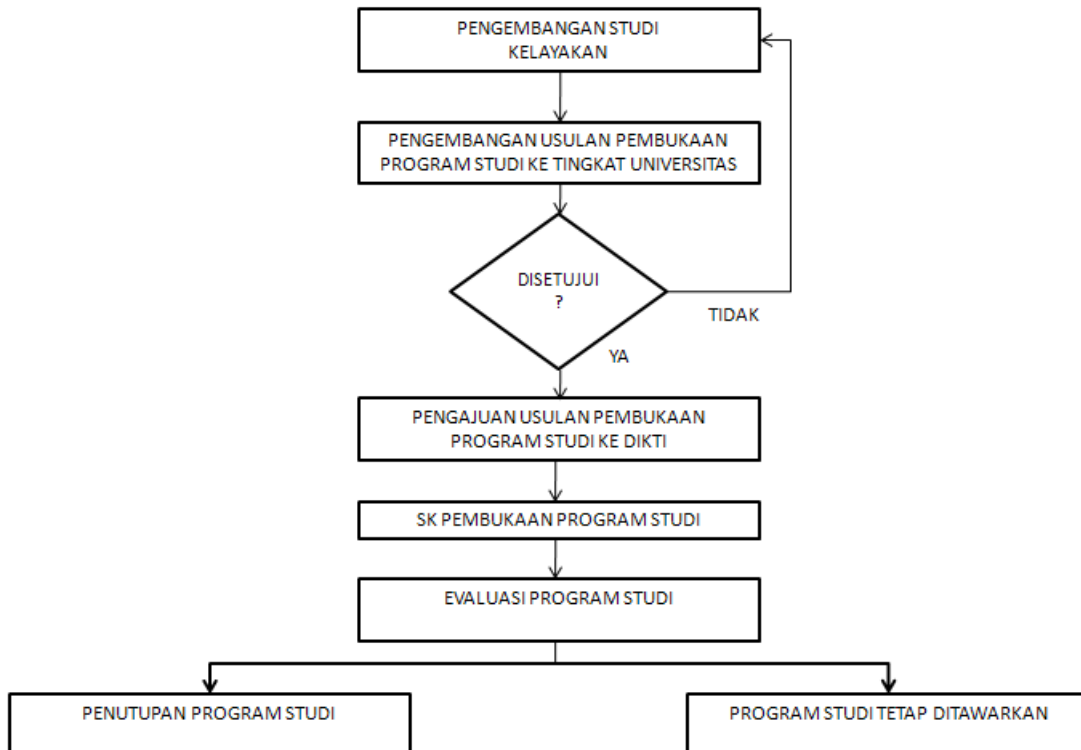 PENGEMBANGAN STUDI
KELAYAKAN
PENGEMBANGAN USULAN PEMBUKAAN
PROGRAM STUDI KE TINGKAT UNIVERSITAS
DISETUJUI
?
TIDAK
YA
PENGAJUAN USULAN PEMBUKAAN
PROGRAM STUDI KE DIKTI
SK PEMBUKAAN PROGRAM STUDI
EVALUASI PROGRAM STUDI
PENUTUPAN PROGRAM STUDI
PROGRAM STUDI TETAP DITAWARKAN